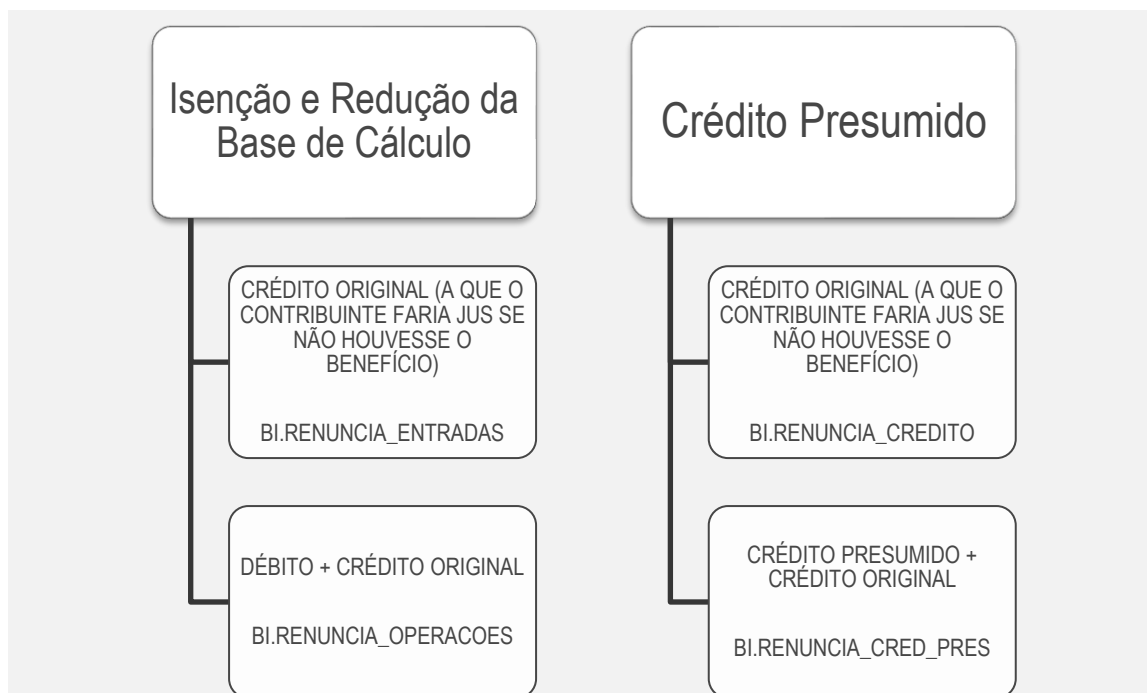 Isenção e Redução da
Base de Cálculo
CRÉDITO ORIGINAL (A QUE O
CONTRIBUINTE FARIA JUS SE
NÃO HOUVESSE O
BENEFÍCIO)
BI.RENUNCIA_ENTRADAS
DÉBITO + CRÉDITO ORIGINAL
BI.RENUNCIA_OPERACOES
Crédito Presumido
CRÉDITO ORIGINAL (A QUE O
CONTRIBUINTE FARIA JUS SE
NÃO HOUVESSE O
BENEFÍCIO)
BI.RENUNCIA_CREDITO
CRÉDITO PRESUMIDO +
CRÉDITO ORIGINAL
BI.RENUNCIA_CRED_PRES